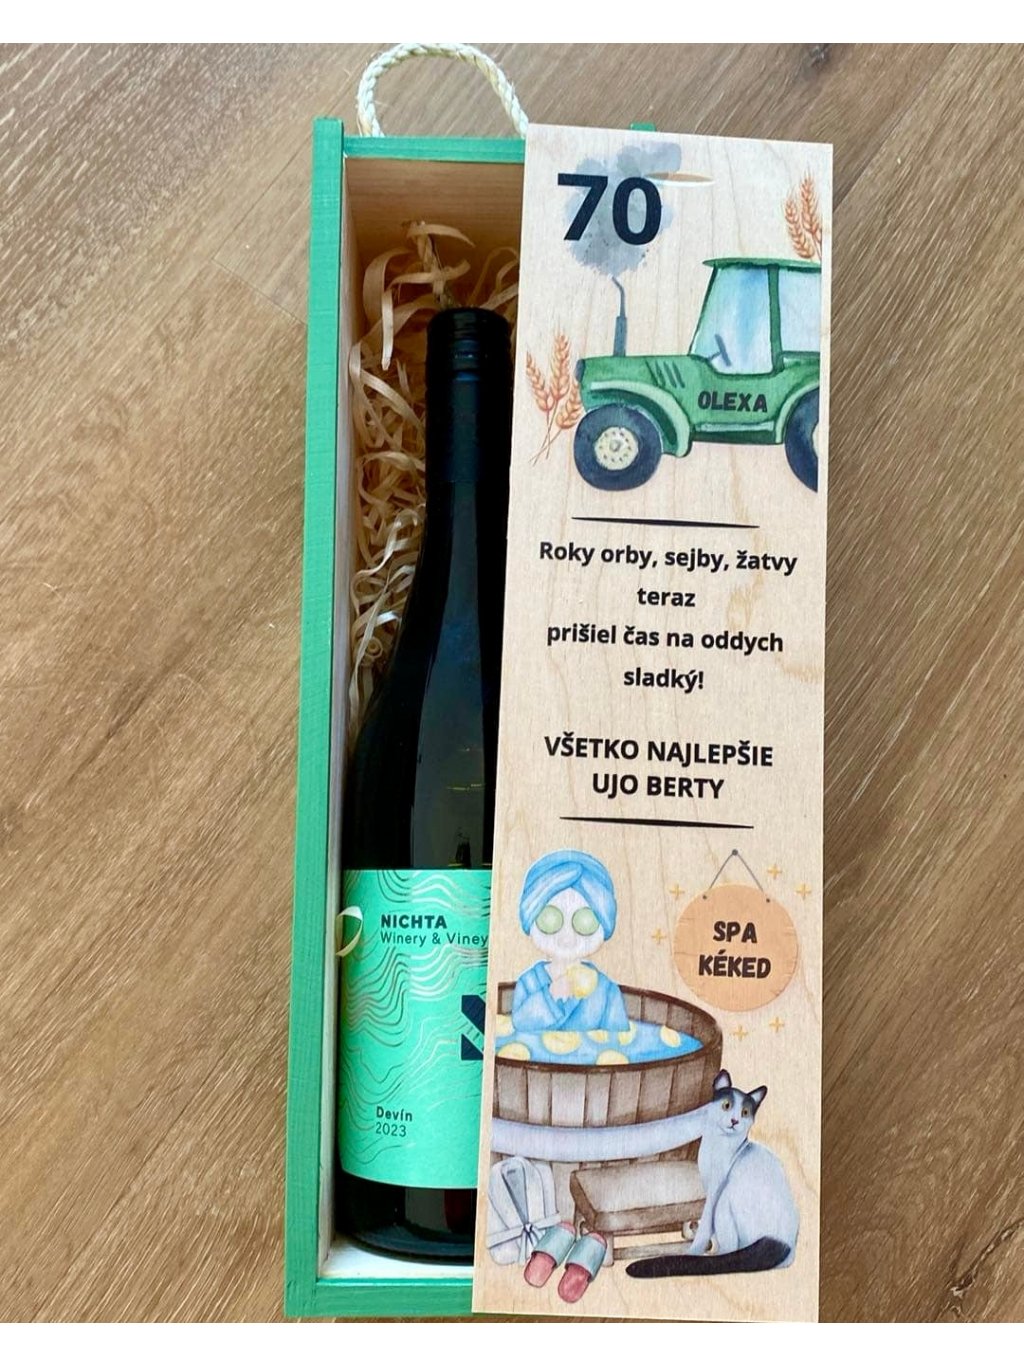 70
OLEXA
Roky orby, sejby, žatvy
teraz
prišiel čas na oddych
sladký!
VŠETKO NAJLEPŠIE
UJO BERTY
SPA
KÉKED
NICHTA
Winery & Viney
Devín
2023